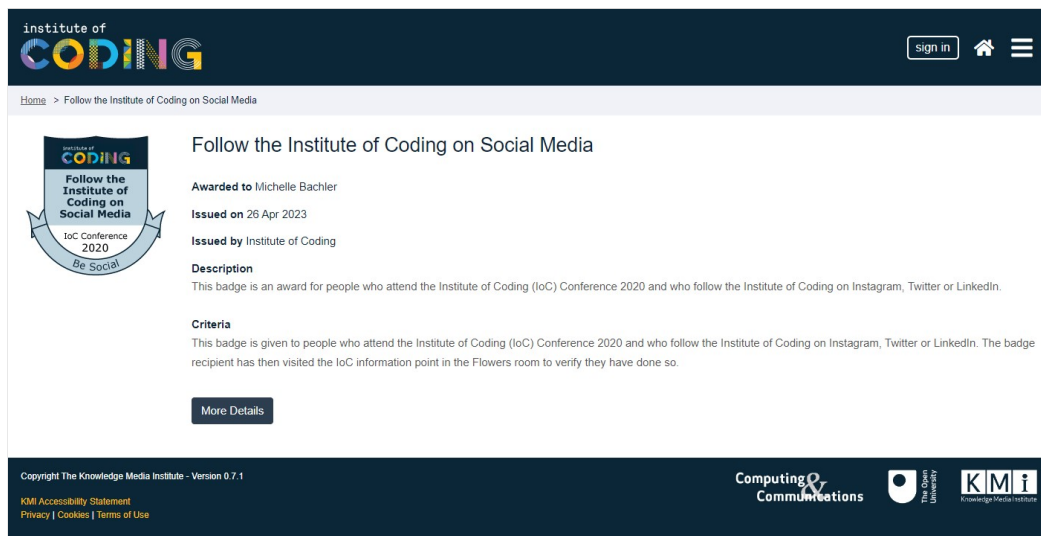 institute of
CODING
sign in
Home > Follow the Institute of Coding on Social Media
institute of
CODING
Follow the
Institute of
Coding on
Social Media
IoC Conference
2020
Be Social
Follow the Institute of Coding on Social Media
Awarded to Michelle Bachler
Issued on 26 Apr 2023
Issued by Institute of Coding
Description
This badge is an award for people who attend the Institute of Coding (IoC) Conference 2020 and who follow the Institute of Coding on Instagram, Twitter or LinkedIn.
Criteria
This badge is given to people who attend the Institute of Coding (IoC) Conference 2020 and who follow the Institute of Coding on Instagram, Twitter or LinkedIn. The badge
recipient has then visited the IoC information point in the Flowers room to verify they have done so.
More Details
Copyright The Knowledge Media Institute - Version 0.7.1
KMI Accessibility Statement
Privacy | Cookies | Terms of Use
Computing &
Communications
The Open
University
KMi
Knowledge Media Institute